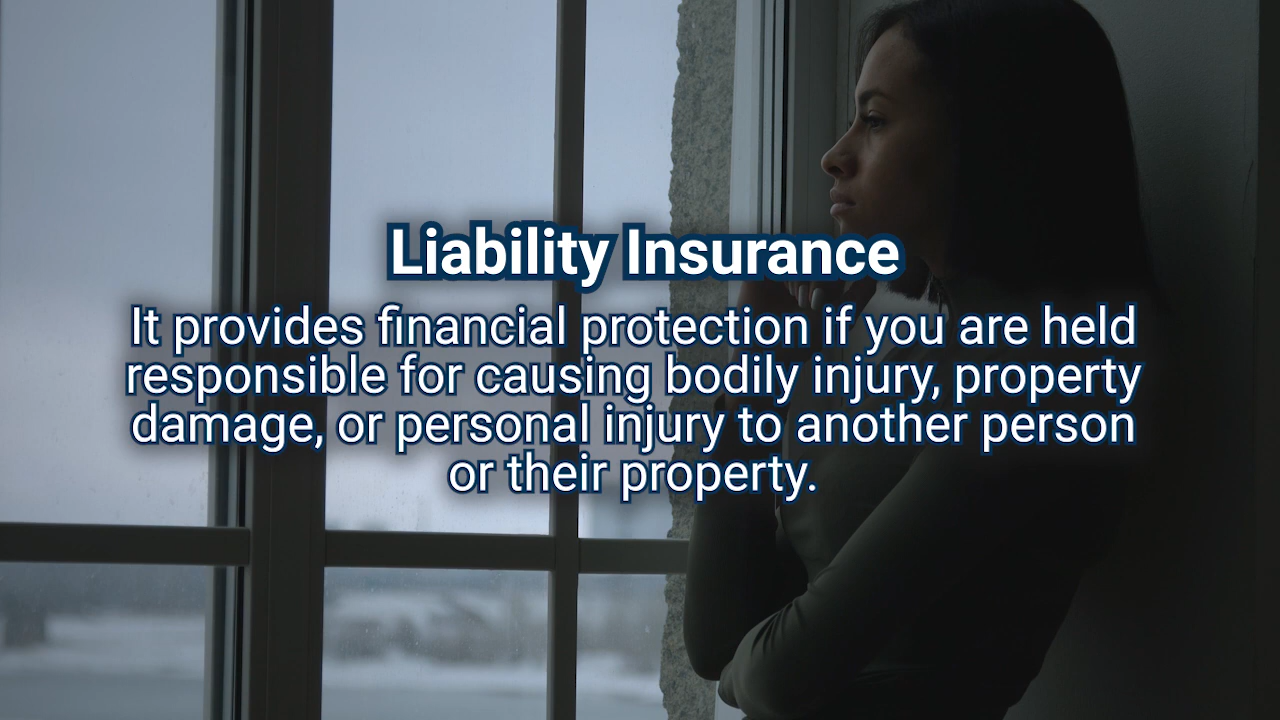 Liability Insurance
It provides financial protection if you are held
responsible for causing bodily injury, property
damage, or personal injury to another person
or their property.